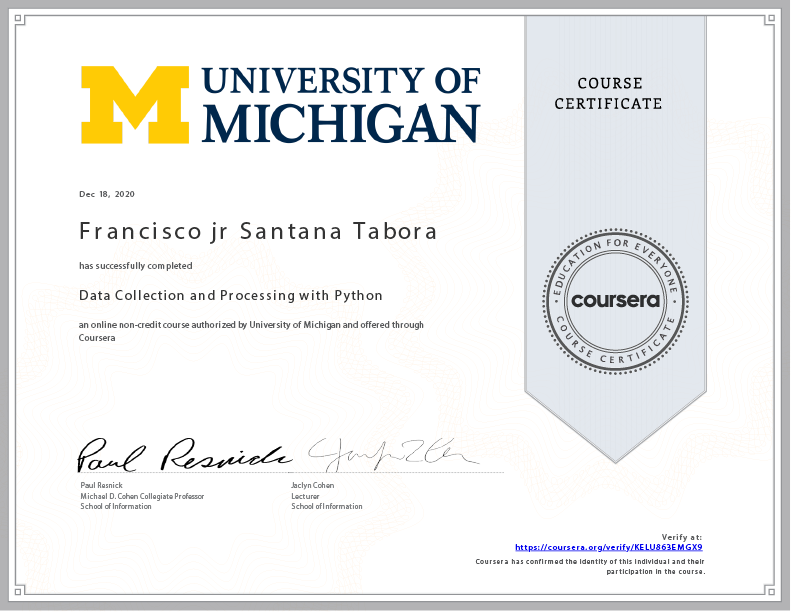 UNIVERSITY OF
MICHIGAN
COURSE
CERTIFICATE
Dec 18, 2020
Francisco jr Santana Tabora
has successfully completed
Data Collection and Processing with Python
an online non-credit course authorized by University of Michigan and offered through
Coursera
EDUCATION FOR EVERYONE
coursera
COURSE CERTIFICATE
Paul Resnick
Paul Resnick
Michael D. Cohen Collegiate Professor
School of Information
Jaclyn Cohen
Lecturer
School of Information
Verify at:
https://coursera.org/verify/KELU863EMGX9
Coursera has confirmed the identity of this individual and their
participation in the course.